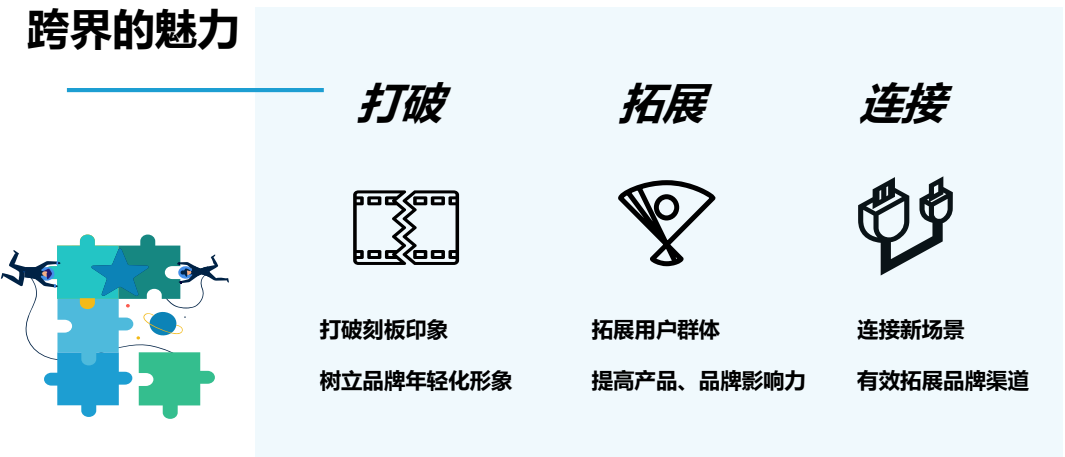 跨界的魅力
打破
拓展
连接
打破刻板印象
树立品牌年轻化形象
拓展用户群体
提高产品、品牌影响力
连接新场景
有效拓展品牌渠道